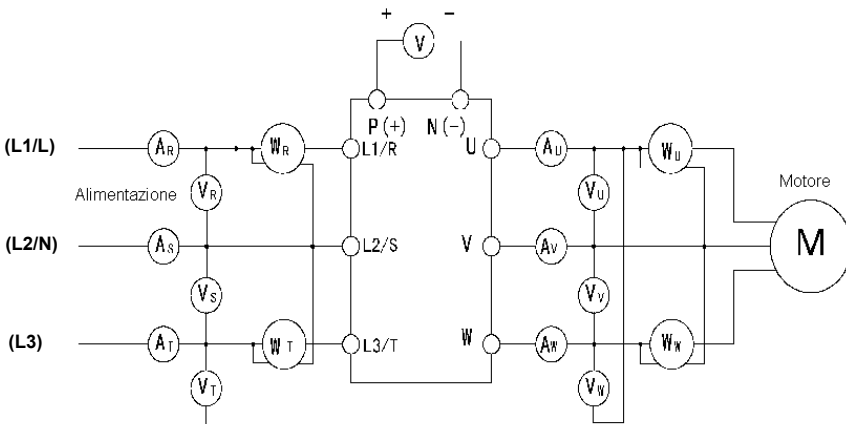 + −
V
P(+) N(−)
(L1/L) AR WR L1/R U AU WU
Alimentazione VR VU Motore
(L2/N) AS L2/S V AV M
VS VV
(L3) AT WT L3/T W AW WW
VT VW